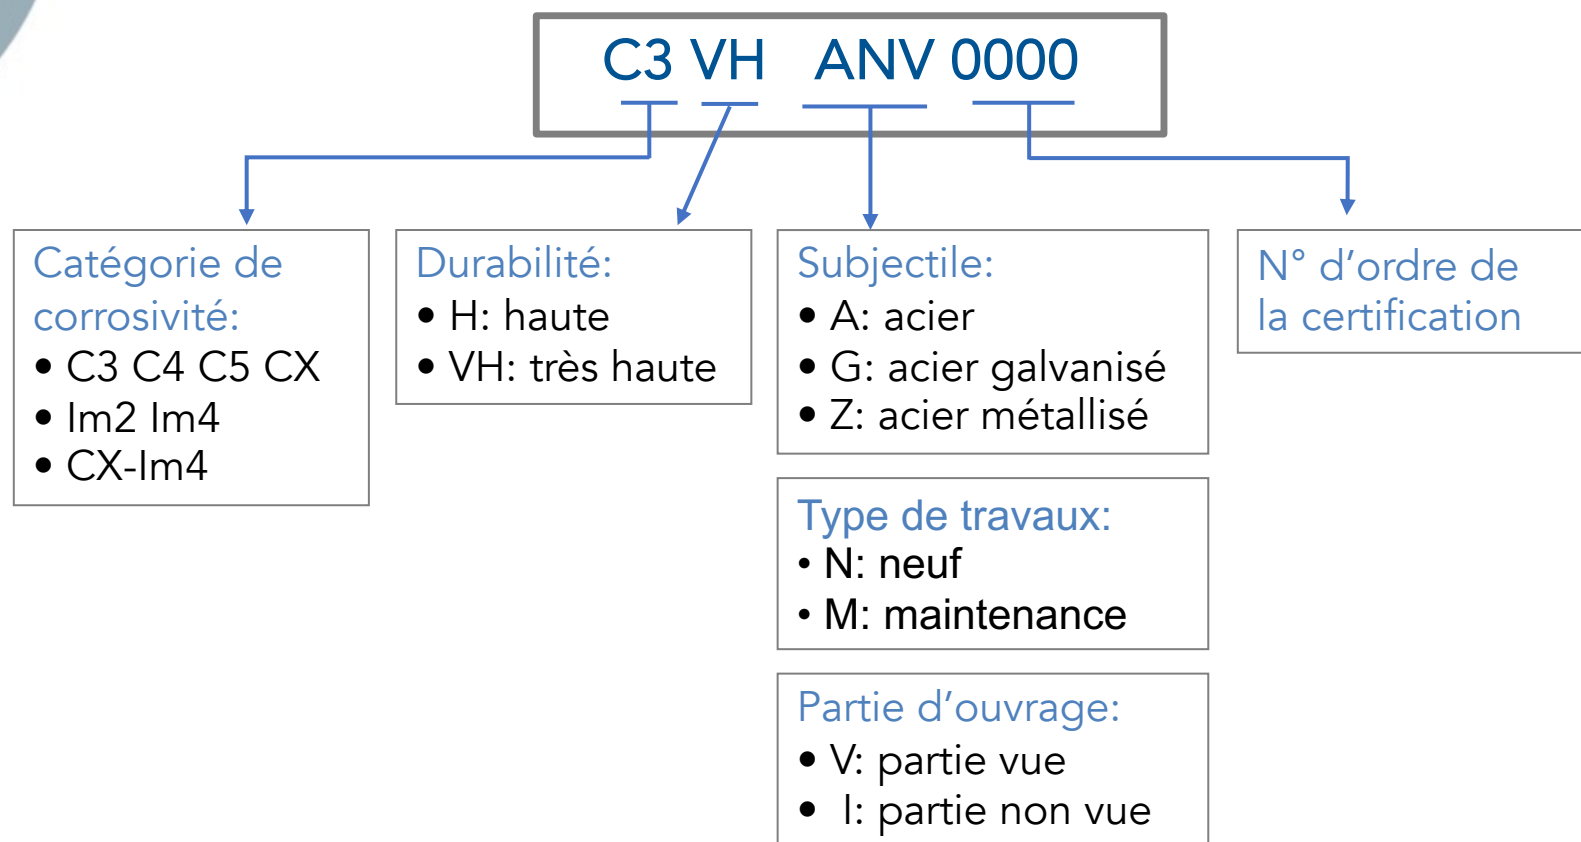 C3 VH ANV 0000
Catégorie de
corrosivité:
• C3 C4 C5 CX
• Im2 Im4
• CX-Im4
Durabilité:
• H: haute
• VH: très haute
Subjectile:
• A: acier
• G: acier galvanisé
• Z: acier métallisé
N° d’ordre de
la certification
Type de travaux:
• N: neuf
• M: maintenance
Partie d’ouvrage:
• V: partie vue
• I: partie non vue